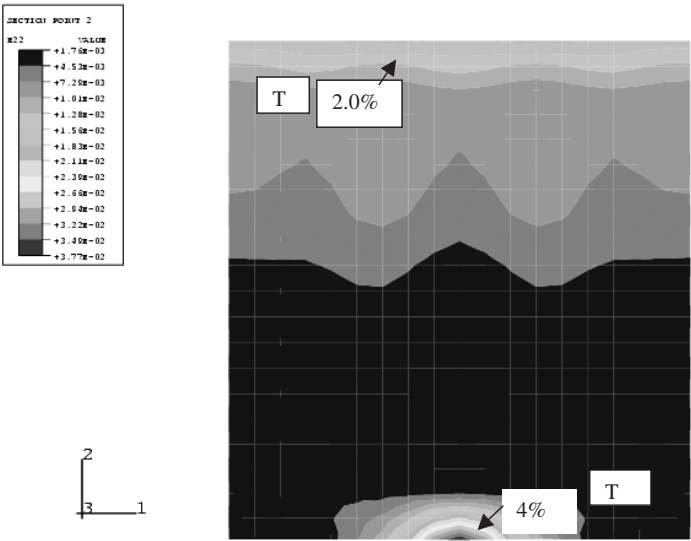 SECTION POINT 2
E22 VALUE
+1.76E-03
+4.53E-03
+7.29E-03
+1.01E-02
+1.28E-02
+1.56E-02
+1.83E-02
+2.11E-02
+2.39E-02
+2.66E-02
+2.94E-02
+3.22E-02
+3.49E-02
+3.77E-02
T
2.0%
T
4%
2
3 1